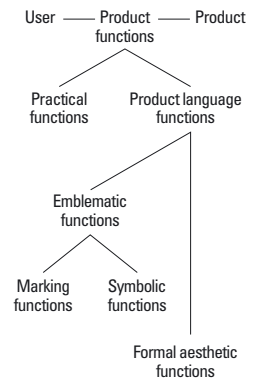 User Product Product
functions
Practical Product language
functions functions
Emblematic
functions
Marking Symbolic
functions functions
Formal aesthetic
functions